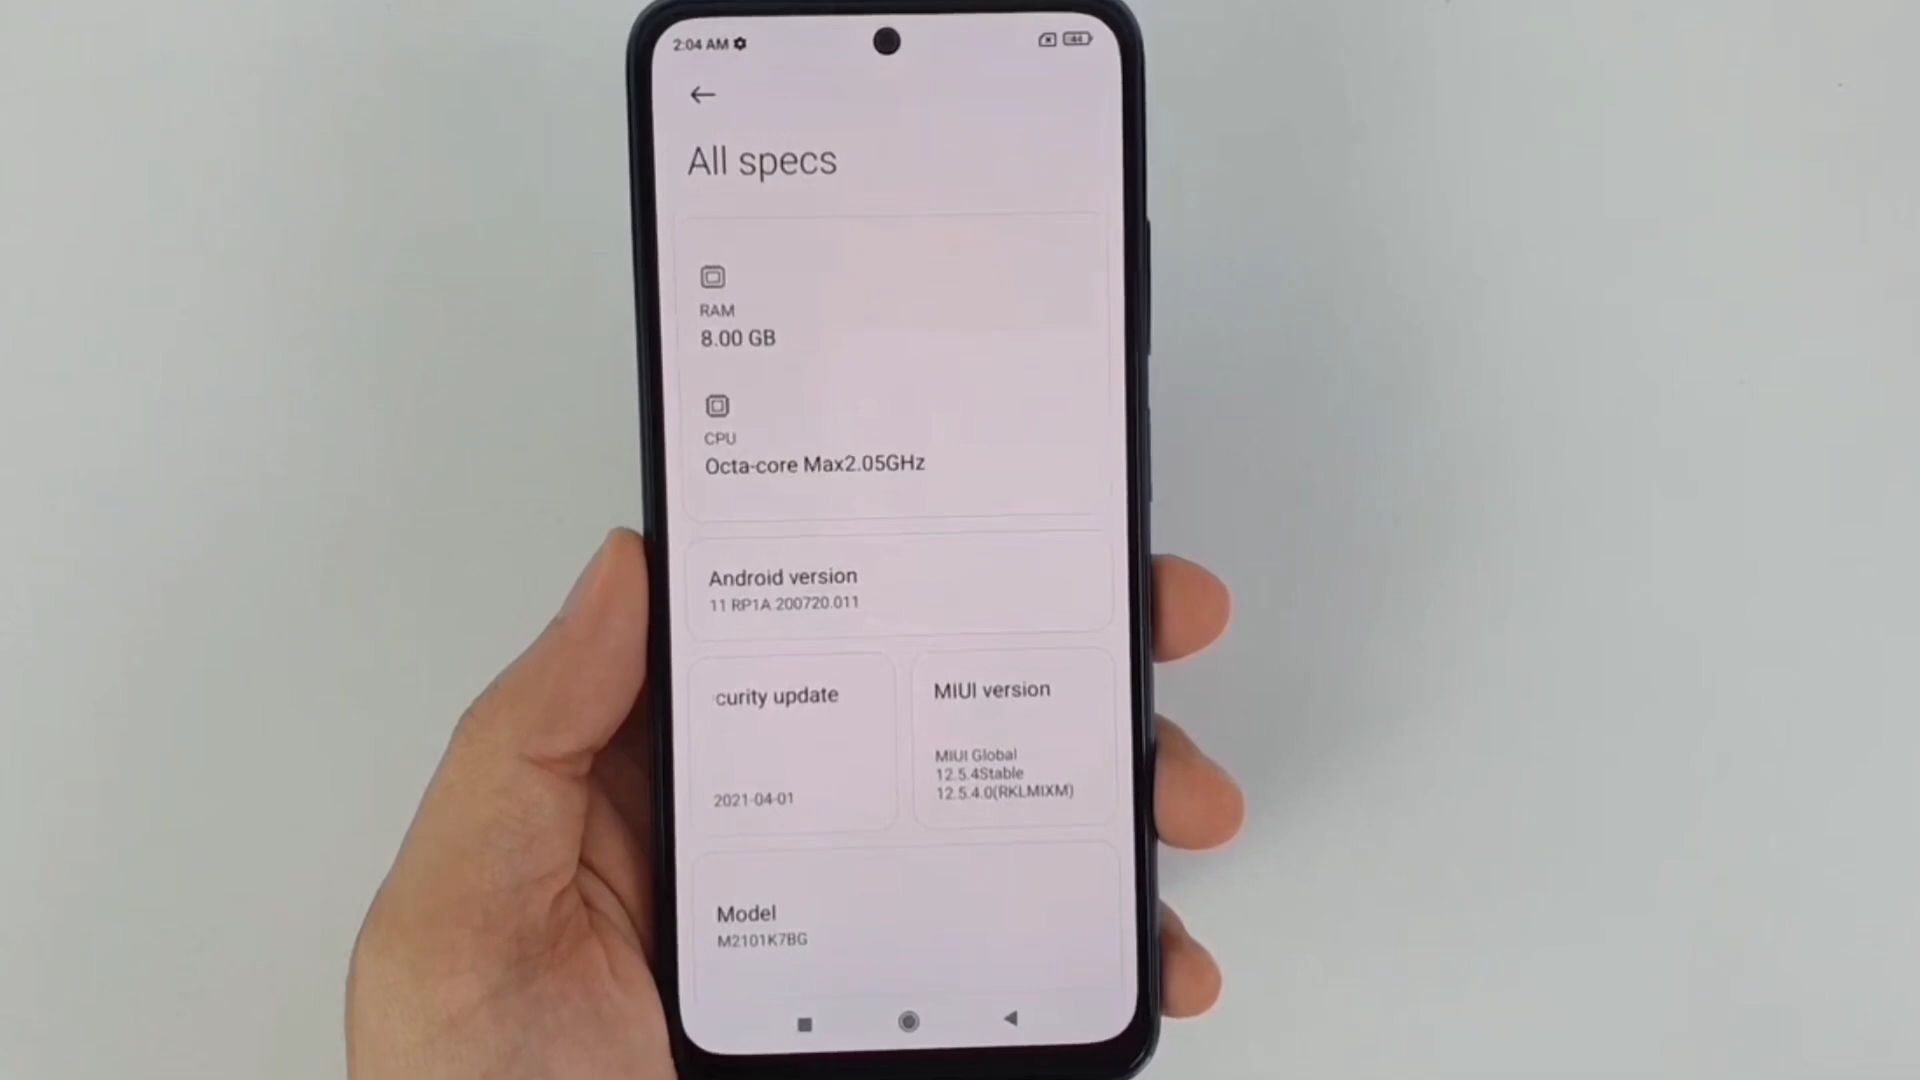 2:04 AM
44
All specs
RAM
8.00 GB
CPU
Octa-core Max2.05GHz
Android version
11 RP1A.200720.011
curity update
2021-04-01
MIUI version
MIUI Global
12.5.4Stable
12.5.4.0(RKLMIXM)
Model
M2101K7BG